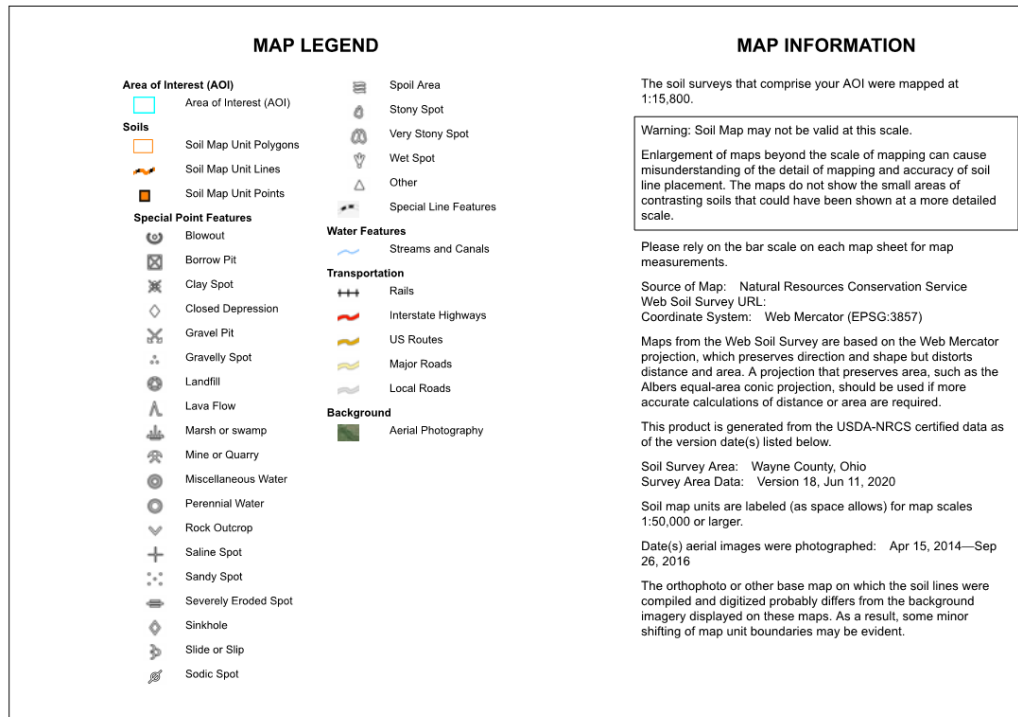 MAP LEGEND
Area of Interest (AOI)
Area of Interest (AOI)
Soils
Soil Map Unit Polygons
Soil Map Unit Lines
Soil Map Unit Points
Special Point Features
Blowout
Borrow Pit
Clay Spot
Closed Depression
Gravel Pit
Gravelly Spot
Landfill
Lava Flow
Marsh or swamp
Mine or Quarry
Miscellaneous Water
Perennial Water
Rock Outcrop
Saline Spot
Sandy Spot
Severely Eroded Spot
Sinkhole
Slide or Slip
Sodic Spot
Spoil Area
Stony Spot
Very Stony Spot
Wet Spot
Other
Special Line Features
Water Features
Streams and Canals
Transportation
Rails
Interstate Highways
US Routes
Major Roads
Local Roads
Background
Aerial Photography
MAP INFORMATION
The soil surveys that comprise your AOI were mapped at
1:15,800.
Warning: Soil Map may not be valid at this scale.
Enlargement of maps beyond the scale of mapping can cause
misunderstanding of the detail of mapping and accuracy of soil
line placement. The maps do not show the small areas of
contrasting soils that could have been shown at a more detailed
scale.
Please rely on the bar scale on each map sheet for map
measurements.
Source of Map: Natural Resources Conservation Service
Web Soil Survey URL:
Coordinate System: Web Mercator (EPSG:3857)
Maps from the Web Soil Survey are based on the Web Mercator
projection, which preserves direction and shape but distorts
distance and area. A projection that preserves area, such as the
Albers equal-area conic projection, should be used if more
accurate calculations of distance or area are required.
This product is generated from the USDA-NRCS certified data as
of the version date(s) listed below.
Soil Survey Area: Wayne County, Ohio
Survey Area Data: Version 18, Jun 11, 2020
Soil map units are labeled (as space allows) for map scales
1:50,000 or larger.
Date(s) aerial images were photographed: Apr 15, 2014—Sep
26, 2016
The orthophoto or other base map on which the soil lines were
compiled and digitized probably differs from the background
imagery displayed on these maps. As a result, some minor
shifting of map unit boundaries may be evident.